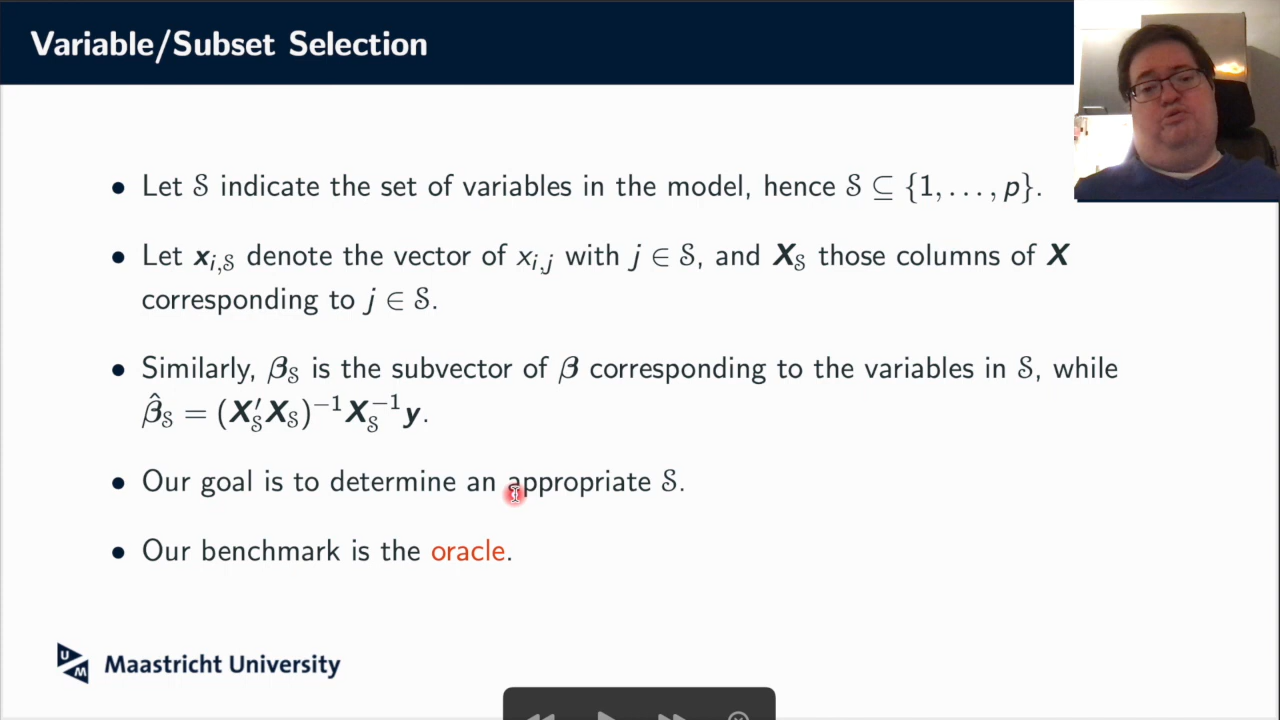 Variable/Subset Selection
• Let 𝒮 indicate the set of variables in the model, hence 𝒮 ⊆ {1, . . . , p}.
• Let x_{i,𝒮} denote the vector of x_{i,j} with j ∈ 𝒮, and X_𝒮 those columns of X
corresponding to j ∈ 𝒮.
• Similarly, β_𝒮 is the subvector of β corresponding to the variables in 𝒮, while
β̂_𝒮 = (X′_𝒮X_𝒮)⁻¹X_𝒮⁻¹y.
• Our goal is to determine an appropriate 𝒮.
• Our benchmark is the oracle.
UM Maastricht University